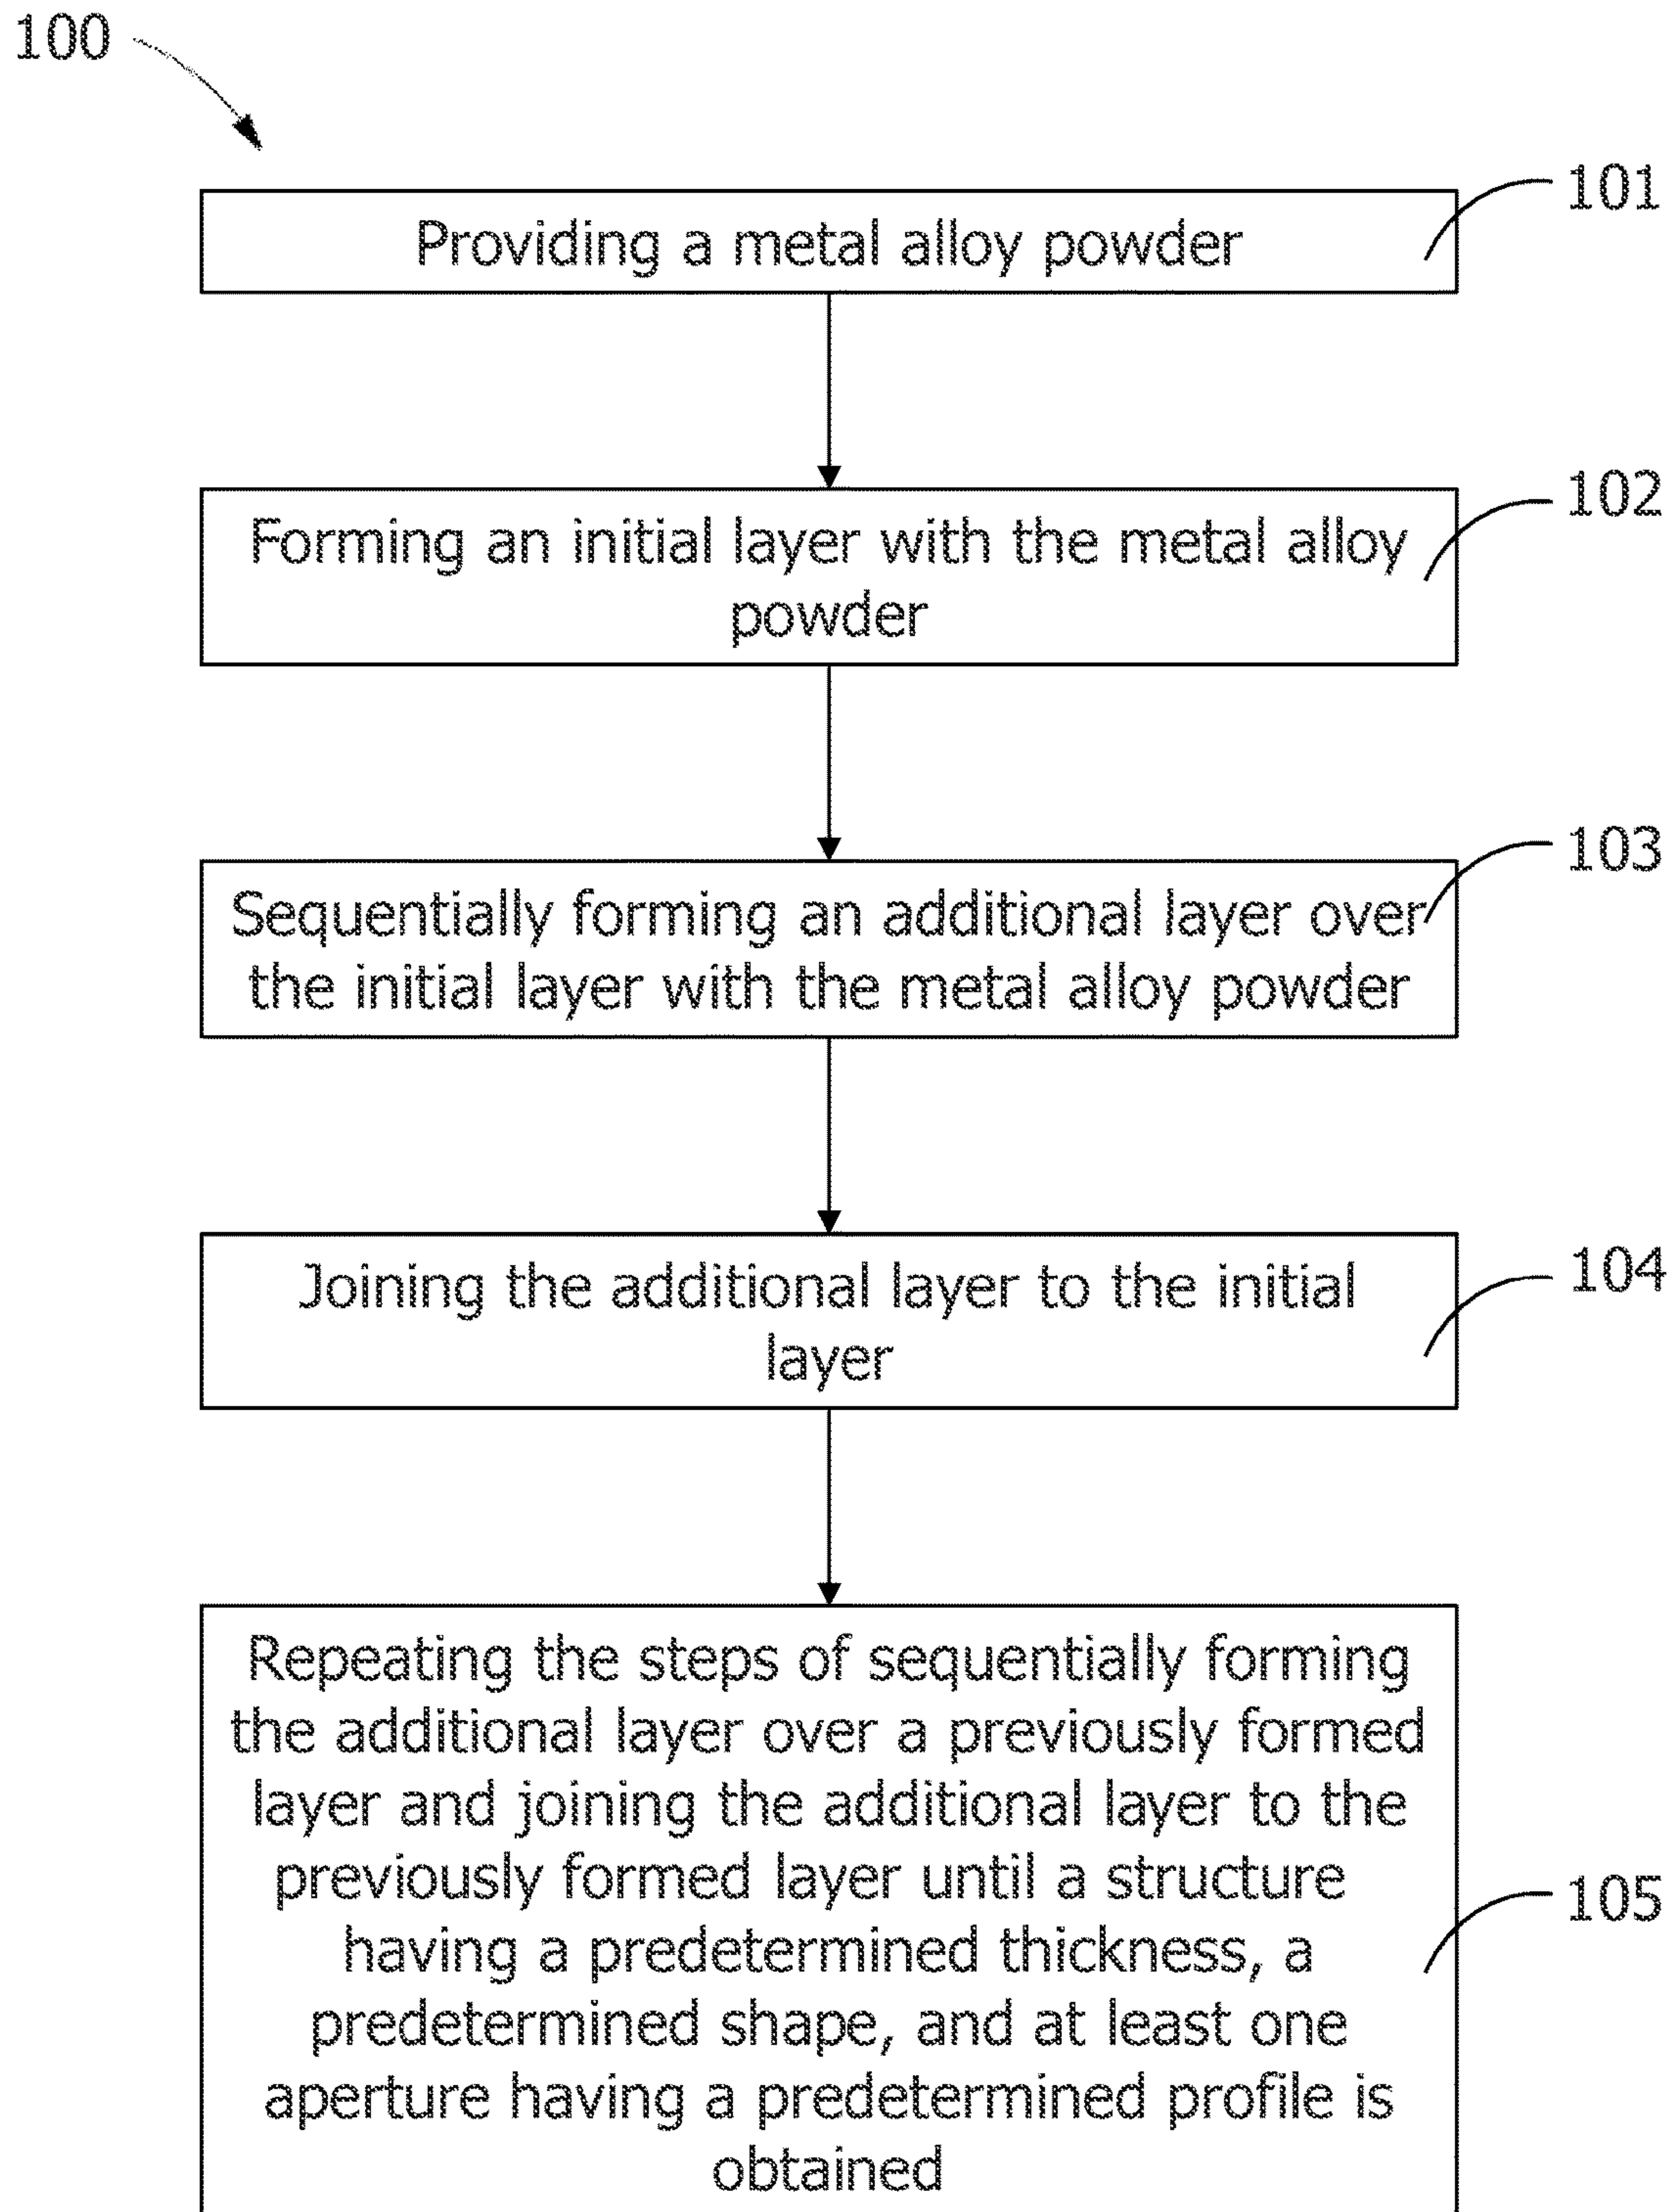 100
101
Providing a metal alloy powder
102
Forming an initial layer with the metal alloy
powder
103
Sequentially forming an additional layer over
the initial layer with the metal alloy powder
104
Joining the additional layer to the initial
layer
Repeating the steps of sequentially forming
the additional layer over a previously formed
layer and joining the additional layer to the
previously formed layer until a structure
105
having a predetermined thickness, a
predetermined shape, and at least one
aperture having a predetermined profile is
obtained